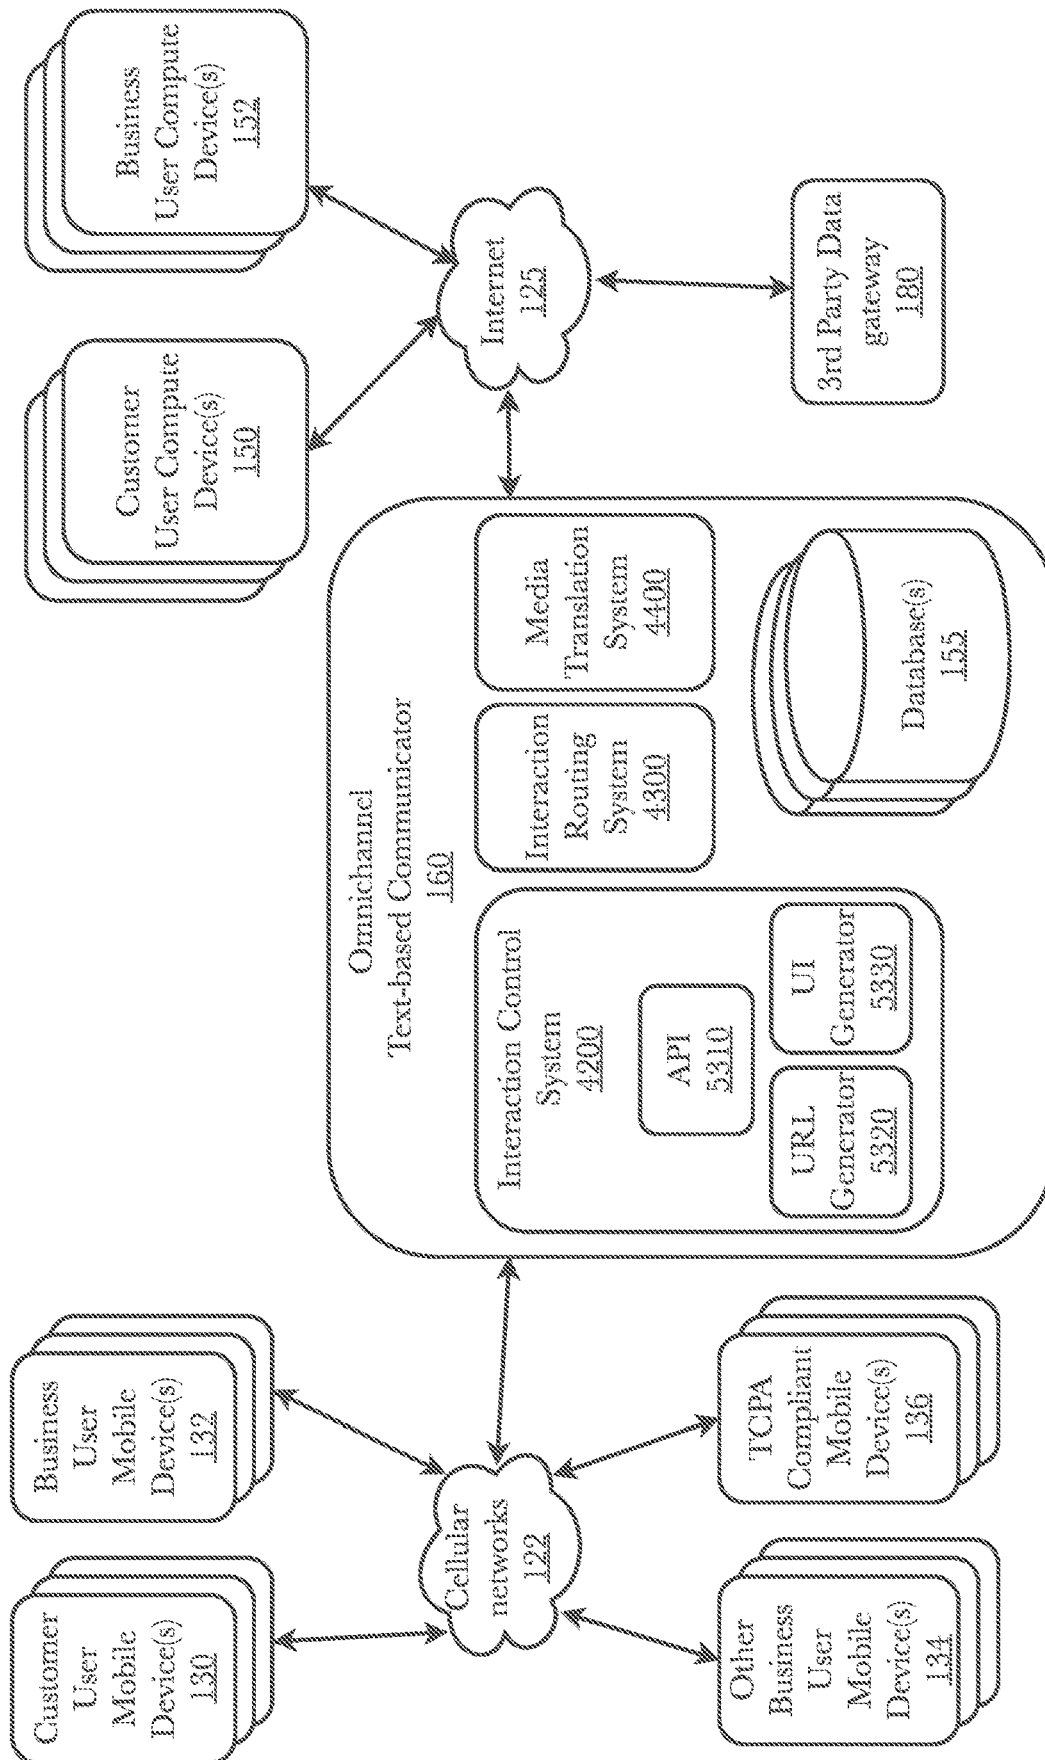 Customer
User
Mobile
Device(s)
130
Business
User
Mobile
Device(s)
132
Customer
User Compute
Device(s)
150
Business
User Compute
Device(s)
152
Omnichannel
Text-based Communicator
160
Cellular
networks
122
Interaction Control
System
4200
API
5310
URL
Generator
5320
UI
Generator
5330
Interaction
Routing
System
4300
Media
Translation
System
4400
Database(s)
155
Internet
125
Other
Business
User
Mobile
Device(s)
134
TCPA
Compliant
Mobile
Device(s)
136
3rd Party Data
gateway
180